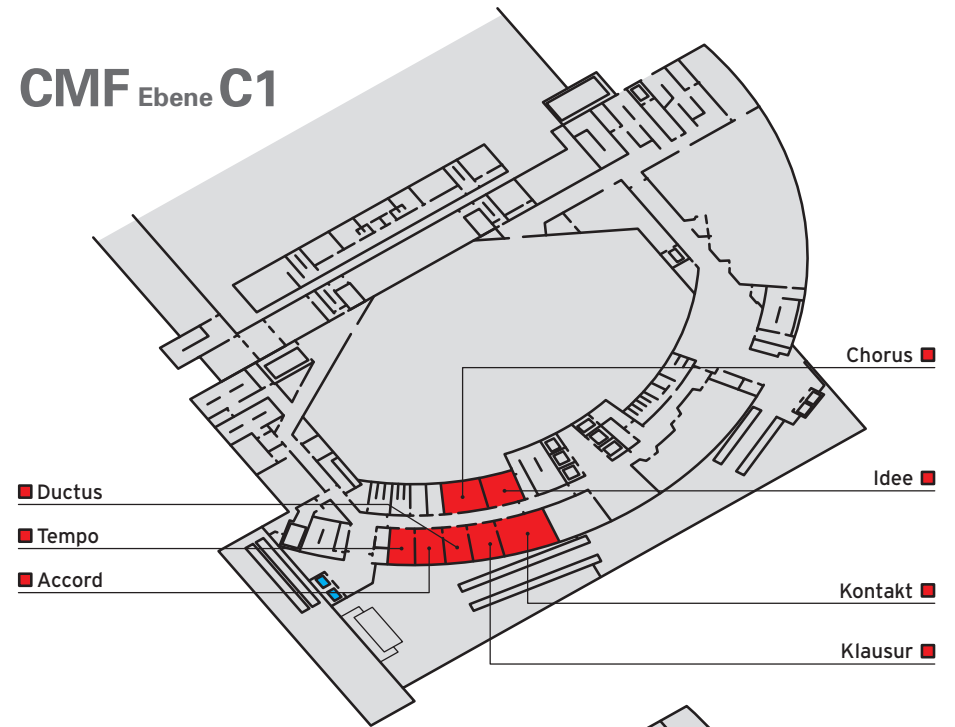 CMF Ebene C1
Chorus
Idee
Ductus
Tempo
Accord
Kontakt
Klausur